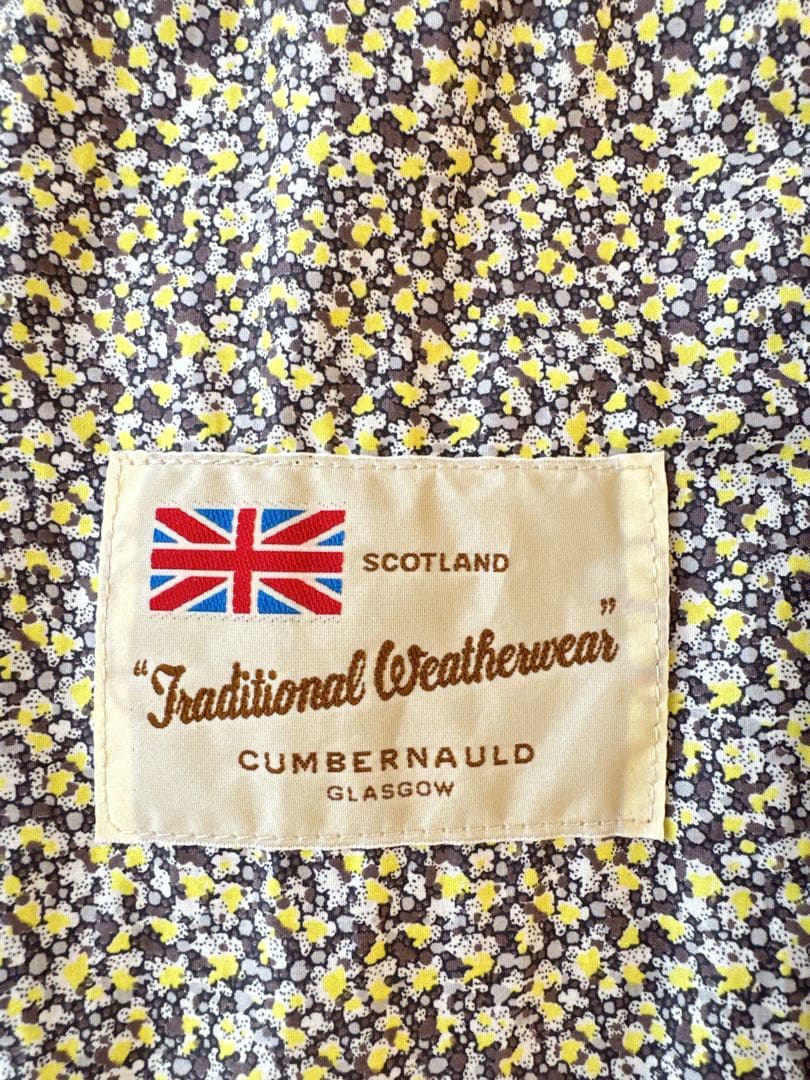 SCOTLAND
"Traditional Weatherwear"
CUMBERNAULD
GLASGOW